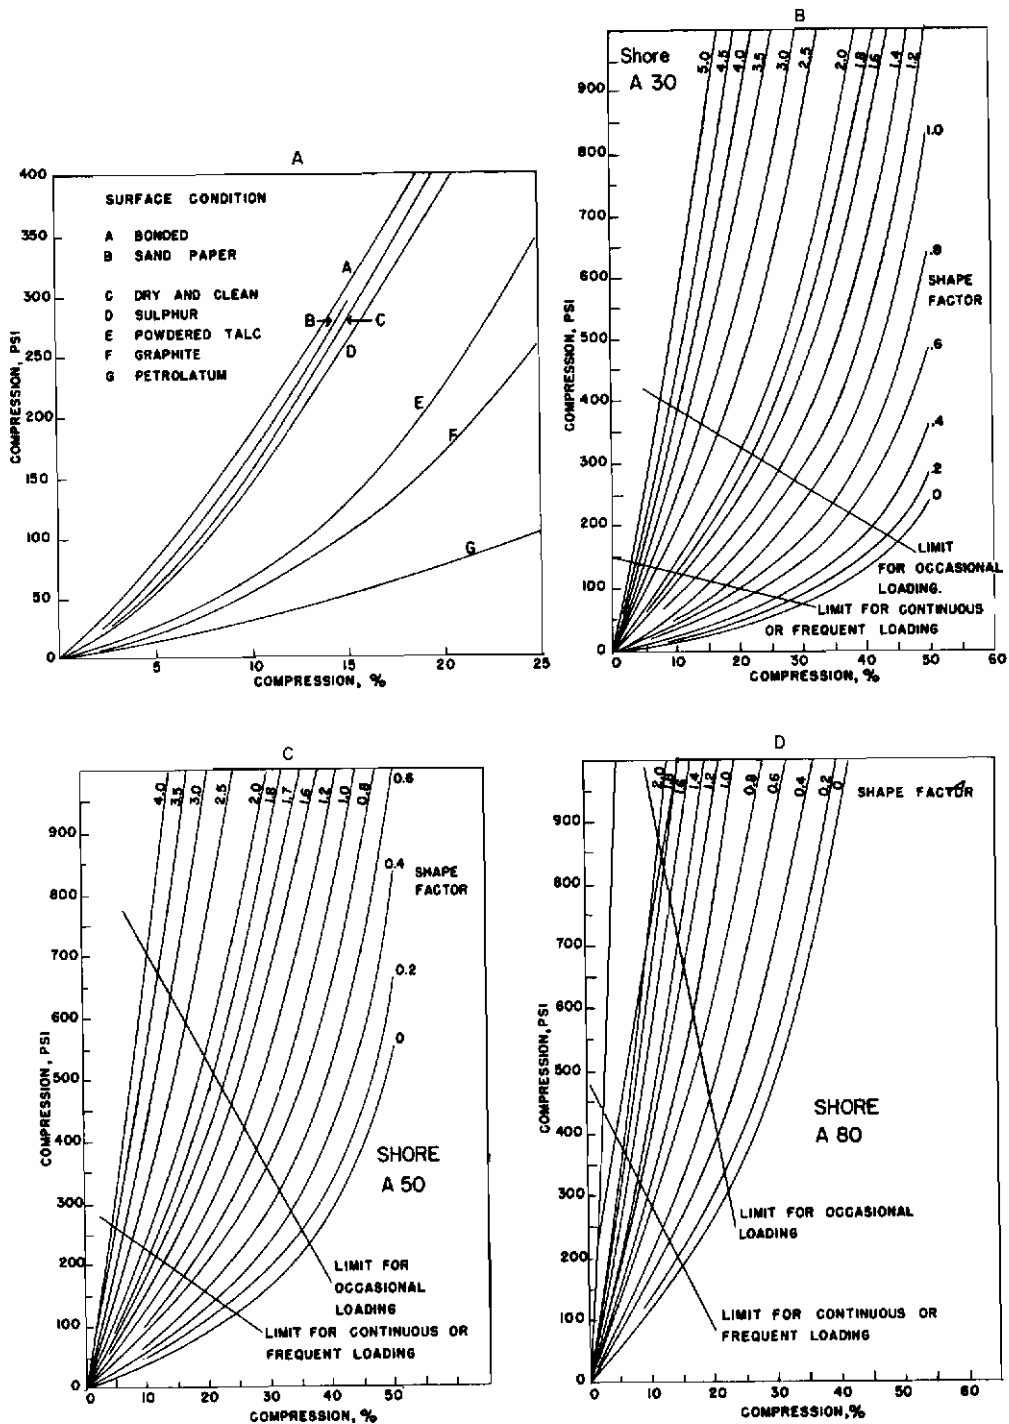 A
400
350
300
250
200
150
100
50
0
COMPRESSION, PSI
SURFACE CONDITION
A BONDED
B SAND PAPER
C DRY AND CLEAN
D SULPHUR
E POWDERED TALC
F GRAPHITE
G PETROLATUM
A
B
C
D
E
F
G
5
10
15
20
25
COMPRESSION, %
B
Shore
A 30
900
800
700
600
500
400
300
200
100
0
COMPRESSION, PSI
5.0
4.5
4.0
3.5
3.0
2.5
2.0
1.8
1.6
1.4
1.2
1.0
.8
SHAPE
FACTOR
.6
.4
.2
0
LIMIT
FOR OCCASIONAL
LOADING.
LIMIT FOR CONTINUOUS
OR FREQUENT LOADING
0
10
20
30
40
50
60
COMPRESSION, %
C
900
800
700
600
500
400
300
200
100
0
COMPRESSION, PSI
4.0
3.5
3.0
2.5
2.0
1.8
1.7
1.6
1.2
1.0
0.8
0.6
0.4
SHAPE
FACTOR
0.2
0
SHORE
A 50
LIMIT FOR
OCCASIONAL
LOADING
LIMIT FOR CONTINUOUS OR
FREQUENT LOADING
0
10
20
30
40
50
COMPRESSION, %
D
900
800
700
600
500
400
300
200
100
0
COMPRESSION, PSI
2.0
1.8
1.6
1.4
1.2
1.0
0.8
0.6
0.4
0.2
0
SHAPE FACTOR
SHORE
A 80
LIMIT FOR OCCASIONAL
LOADING
LIMIT FOR CONTINUOUS OR
FREQUENT LOADING
0
10
20
30
40
50
60
COMPRESSION, %